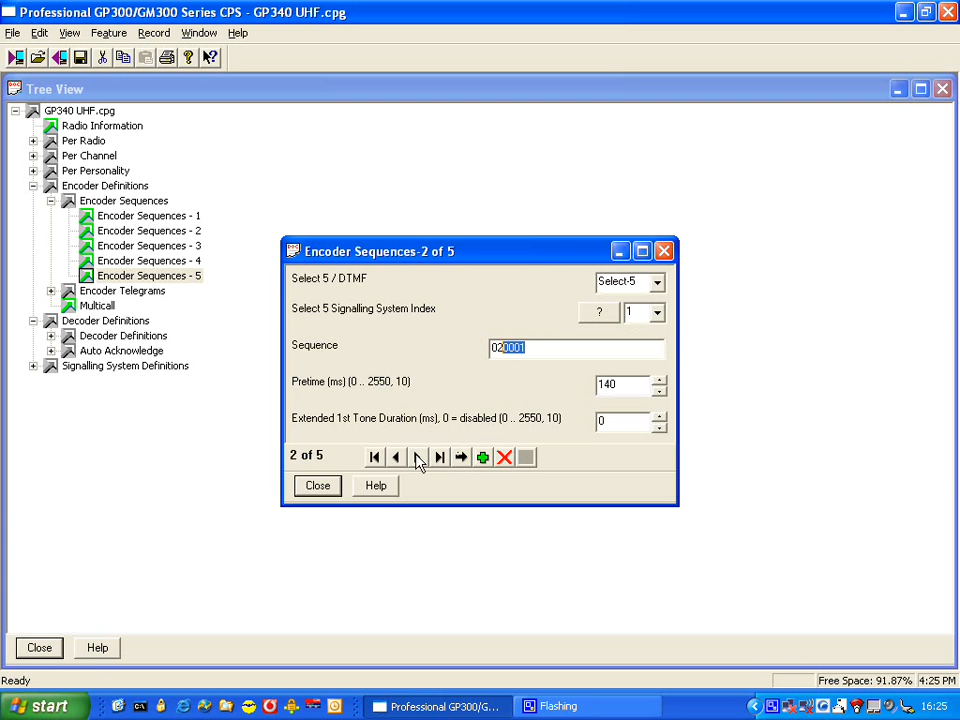 Professional GP300/GM300 Series CPS - GP340 UHF.cpg
File Edit View Feature Record Window Help
Tree View
GP340 UHF.cpg
Radio Information
Per Radio
Per Channel
Per Personality
Encoder Definitions
Encoder Sequences
Encoder Sequences - 1
Encoder Sequences - 2
Encoder Sequences - 3
Encoder Sequences - 4
Encoder Sequences - 5
Encoder Telegrams
Multicall
Decoder Definitions
Decoder Definitions
Auto Acknowledge
Signalling System Definitions
Encoder Sequences-2 of 5
Select 5 / DTMF Select-5
Select 5 Signalling System Index ? 1
Sequence 020001
Pretime (ms) (0 .. 2550, 10) 140
Extended 1st Tone Duration (ms), 0 = disabled (0 .. 2550, 10) 0
2 of 5
Close Help
Close Help
Ready Free Space: 91.87% 4:25 PM
start Professional GP300/G... Flashing 16:25